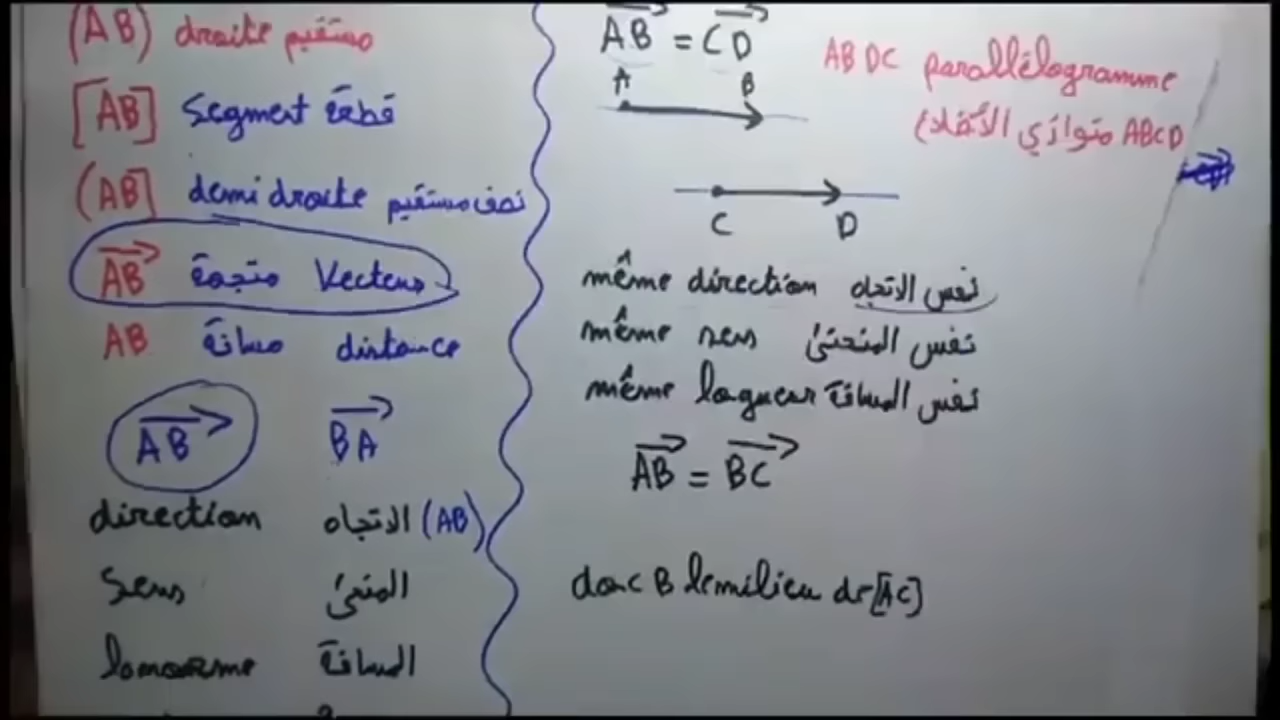 (AB) droite مستقيم
[AB] segment قطعة
(AB] demi droite نصف مستقيم
AB متجهة Vecteur
AB مسافة distance
AB BA
direction الاتجاه (AB)
sens المنحى
المسافة
AB = CD
A B
C D
ABDC parallélogramme
ABCD متوازي الأضلاع
même direction نفس الاتجاه
même sens نفس المنحى
même logueur نفس المسافة
AB = BC
donc B le milieu de [AC]